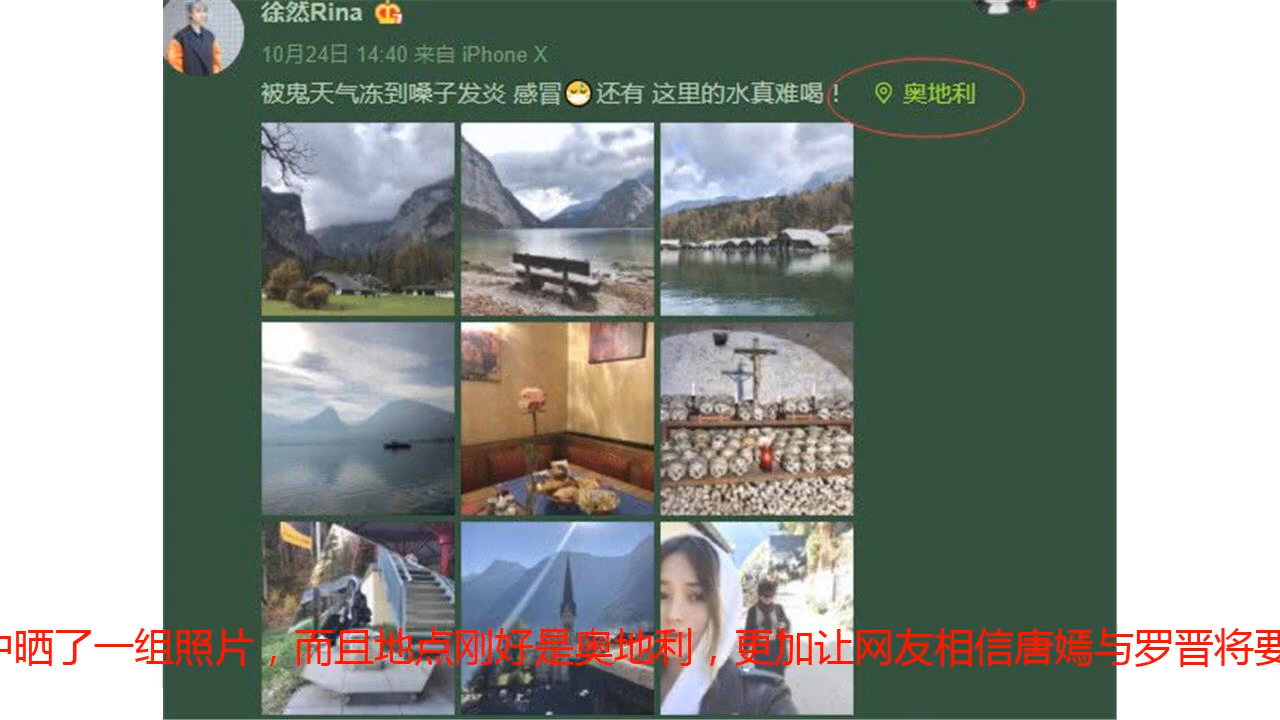 徐然Rina
10月24日 14:40 来自 iPhone X
被鬼天气冻到嗓子发炎 感冒😷还有 这里的水真难喝！ 奥地利
晒了一组照片，而且地点刚好是奥地利，更加让网友相信唐嫣与罗晋将要